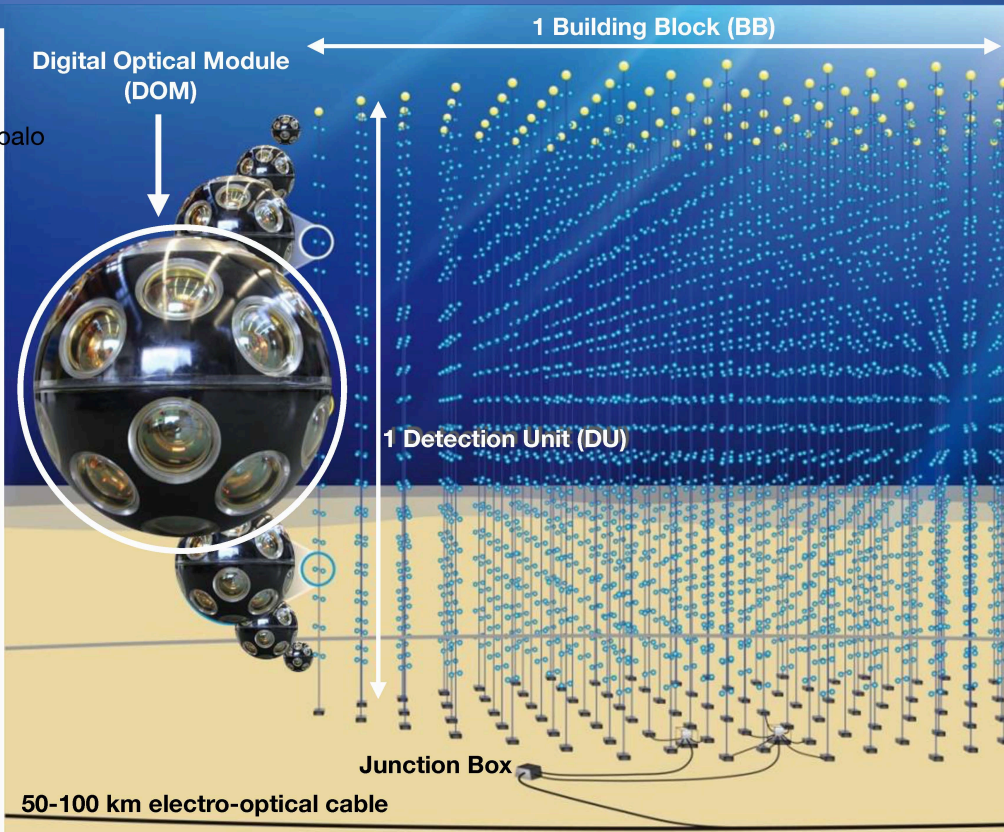 1 Building Block (BB)
Digital Optical Module
(DOM)
palo
1 Detection Unit (DU)
Junction Box
50-100 km electro-optical cable